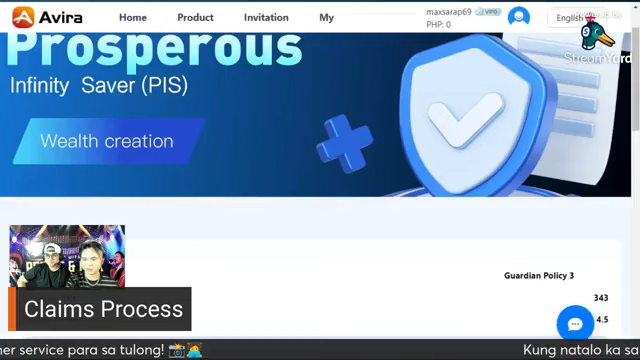 Avira
Home
Product
Invitation
My
maxsarap69
VIP0
PHP: 0
English
StreamYard
Prosperous
Infinity Saver (PIS)
Wealth creation
Guardian Policy 3
343
4.5
Claims Process
ner service para sa tulong!
Kung natalo ka sa